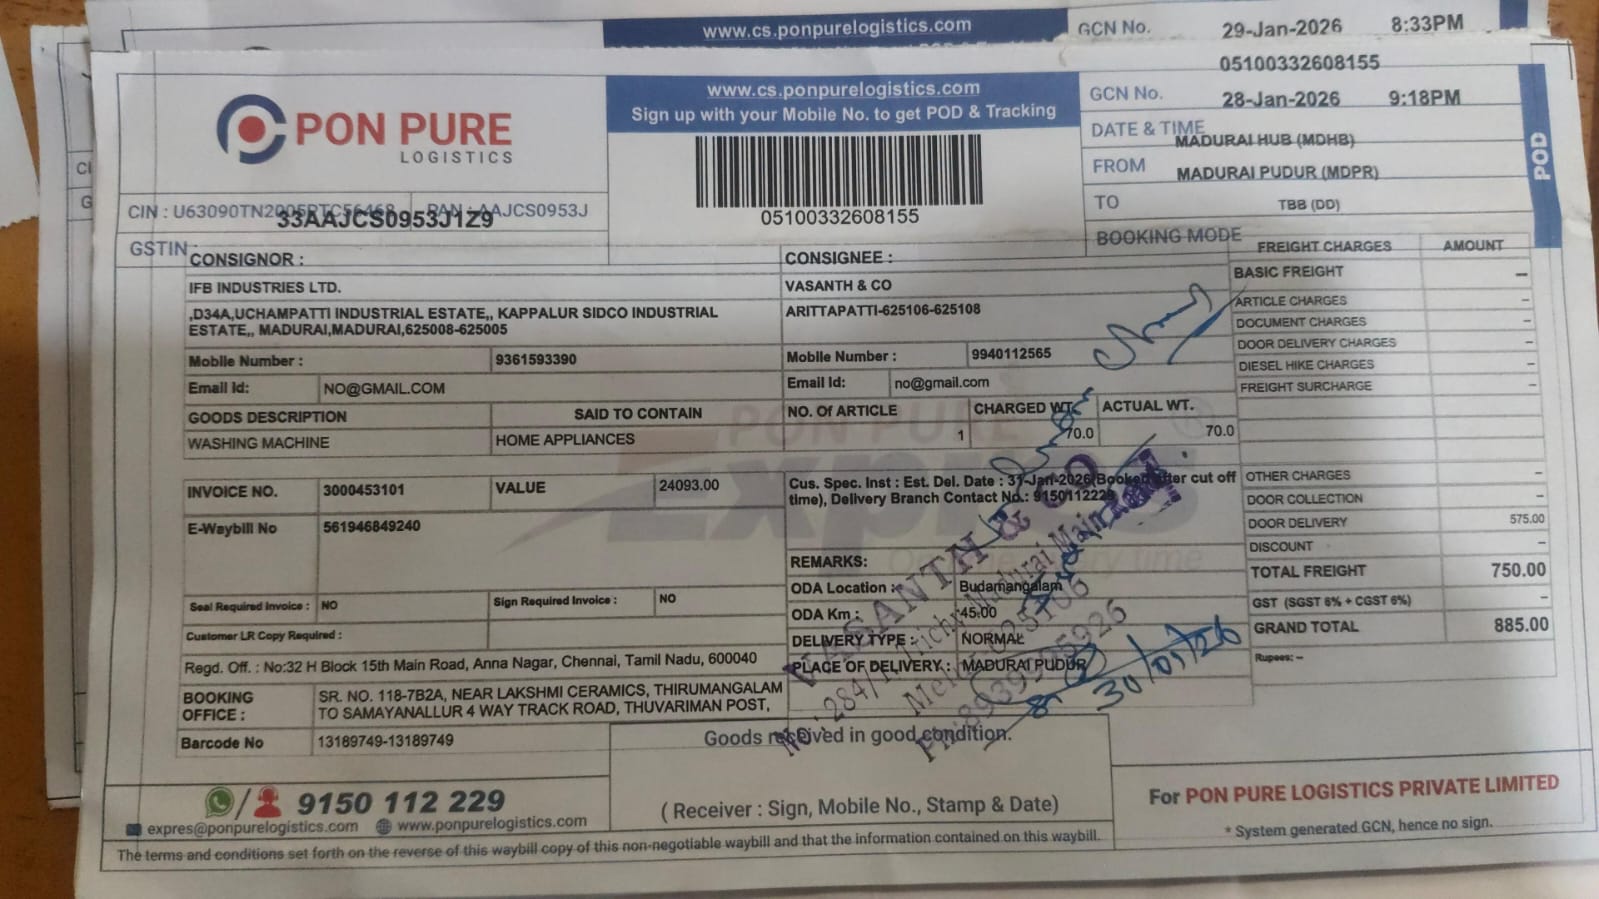 www.cs.ponpurelogistics.com
GCN No.
29-Jan-2026 8:33PM
PON PURE
LOGISTICS
www.cs.ponpurelogistics.com
Sign up with your Mobile No. to get POD & Tracking
05100332608155
05100332608155
GCN No.
28-Jan-2026 9:18PM
DATE & TIME
MADURAI HUB (MDHB)
FROM
MADURAI PUDUR (MDPR)
TO
TBB (DD)
BOOKING MODE
POD
CIN : PAN : AAJCS0953J
33AAJCS0953J1Z9
GSTIN :
CONSIGNOR :
IFB INDUSTRIES LTD.
,D34A,UCHAMPATTI INDUSTRIAL ESTATE,, KAPPALUR SIDCO INDUSTRIAL
ESTATE,, MADURAI,MADURAI,625008-625005
Mobile Number : 9361593390
Email Id: NO@GMAIL.COM
CONSIGNEE :
VASANTH & CO
ARITTAPATTI-625106-625108
Mobile Number : 9940112565
Email Id: no@gmail.com
GOODS DESCRIPTION SAID TO CONTAIN NO. Of ARTICLE CHARGED WT. ACTUAL WT.
WASHING MACHINE HOME APPLIANCES 1 70.0 70.0
INVOICE NO. 3000453101 VALUE 24093.00
E-Waybill No 561946849240
Seal Required Invoice : NO Sign Required Invoice : NO
Customer LR Copy Required :
Cus. Spec. Inst : Est. Del. Date : 31-Jan-2026(Booked after cut off
time), Delivery Branch Contact No.: 9150112229
REMARKS:
ODA Location : Budamangalam
ODA Km : 45.00
DELIVERY TYPE : NORMAL
PLACE OF DELIVERY : MADURAI PUDUR
FREIGHT CHARGES AMOUNT
BASIC FREIGHT –
ARTICLE CHARGES -
DOCUMENT CHARGES -
DOOR DELIVERY CHARGES -
DIESEL HIKE CHARGES -
FREIGHT SURCHARGE -
OTHER CHARGES -
DOOR COLLECTION -
DOOR DELIVERY 575.00
DISCOUNT -
TOTAL FREIGHT 750.00
GST (SGST 6% + CGST 6%) -
GRAND TOTAL 885.00
Rupees: –
Regd. Off. : No:32 H Block 15th Main Road, Anna Nagar, Chennai, Tamil Nadu, 600040
BOOKING OFFICE : SR. NO. 118-7B2A, NEAR LAKSHMI CERAMICS, THIRUMANGALAM
TO SAMAYANALLUR 4 WAY TRACK ROAD, THUVARIMAN POST,
Barcode No 13189749-13189749
PON PURE
Expres
VASANTH & CO
Madurai Main
30/01/26
Goods received in good condition.
( Receiver : Sign, Mobile No., Stamp & Date)
9150 112 229
expres@ponpurelogistics.com www.ponpurelogistics.com
For PON PURE LOGISTICS PRIVATE LIMITED
* System generated GCN, hence no sign.
The terms and conditions set forth on the reverse of this waybill copy of this non-negotiable waybill and that the information contained on this waybill.